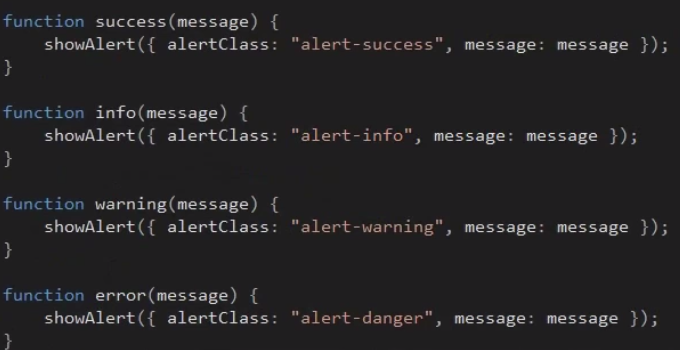 function success(message) {
    showAlert({ alertClass: "alert-success", message: message });
}
function info(message) {
    showAlert({ alertClass: "alert-info", message: message });
}
function warning(message) {
    showAlert({ alertClass: "alert-warning", message: message });
}
function error(message) {
    showAlert({ alertClass: "alert-danger", message: message });
}